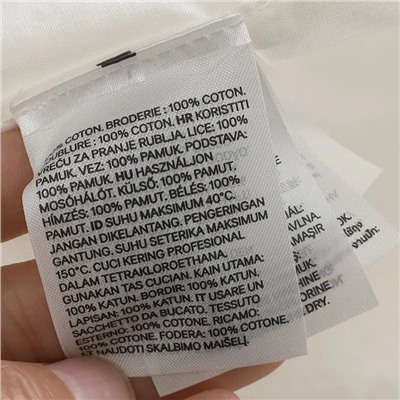 COTON. BRODERIE : 100% COTON.
DOUBLURE : 100% COTON. HR KORISTITI
VREĆU ZA PRANJE RUBLJA. LICE: 100%
PAMUK. VEZ: 100% PAMUK. PODSTAVA:
100% PAMUK. HU HASZNÁLJON
MOSÓHÁLÓT. KÜLSŐ: 100% PAMUT.
HÍMZÉS: 100% PAMUT. BÉLÉS: 100%
PAMUT. ID SUHU MAKSIMUM 40°C.
JANGAN DIKELANTANG. PENGERINGAN
GANTUNG. SUHU SETERIKA MAKSIMUM
150°C. CUCI KERING PROFESIONAL
DALAM TETRAKLOROETHANA.
GUNAKAN TAS CUCIAN. KAIN UTAMA:
100% KATUN. BORDIR: 100% KATUN.
LAPISAN: 100% KATUN. IT USARE UN
SACCHETTO DA BUCATO. TESSUTO
ESTERNO: 100% COTONE. RICAMO:
100% COTONE. FODERA: 100% COTONE.
LT NAUDOTI SKALBIMO MAIŠELĮ.
DRY.